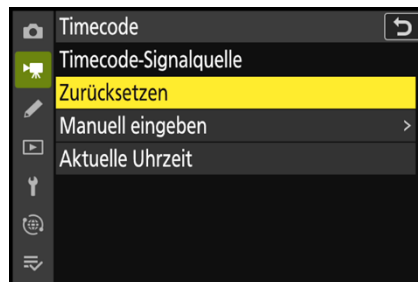 Timecode
Timecode-Signalquelle
Zurücksetzen
Manuell eingeben
Aktuelle Uhrzeit